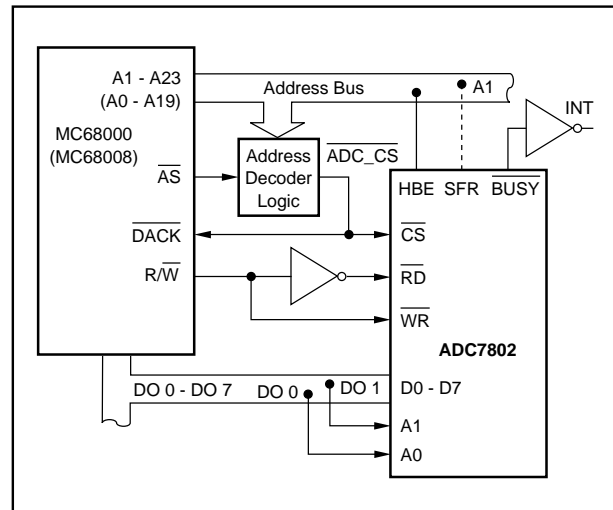 A1 - A23
(A0 - A19)
MC68000
(MC68008)
AS
DACK
R/W
Address Bus
A1
INT
Address
Decoder
Logic
ADC_CS
HBE SFR BUSY
CS
RD
WR
ADC7802
DO 0 - DO 7 DO 0 DO 1 D0 - D7
A1
A0